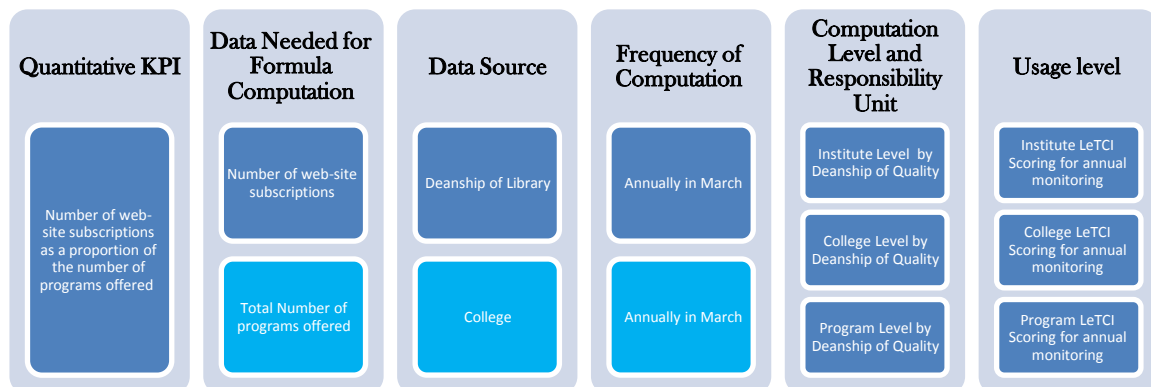 Quantitative KPI
Number of web-
site subscriptions
as a proportion of
the number of
programs offered
Data Needed for
Formula
Computation
Number of web-site
subscriptions
Total Number of
programs offered
Data Source
Deanship of Library
College
Frequency of
Computation
Annually in March
Annually in March
Computation
Level and
Responsibility
Unit
Institute Level by
Deanship of Quality
College Level by
Deanship of Quality
Program Level by
Deanship of Quality
Usage level
Institute LeTCI
Scoring for annual
monitoring
College LeTCI
Scoring for annual
monitoring
Program LeTCI
Scoring for annual
monitoring